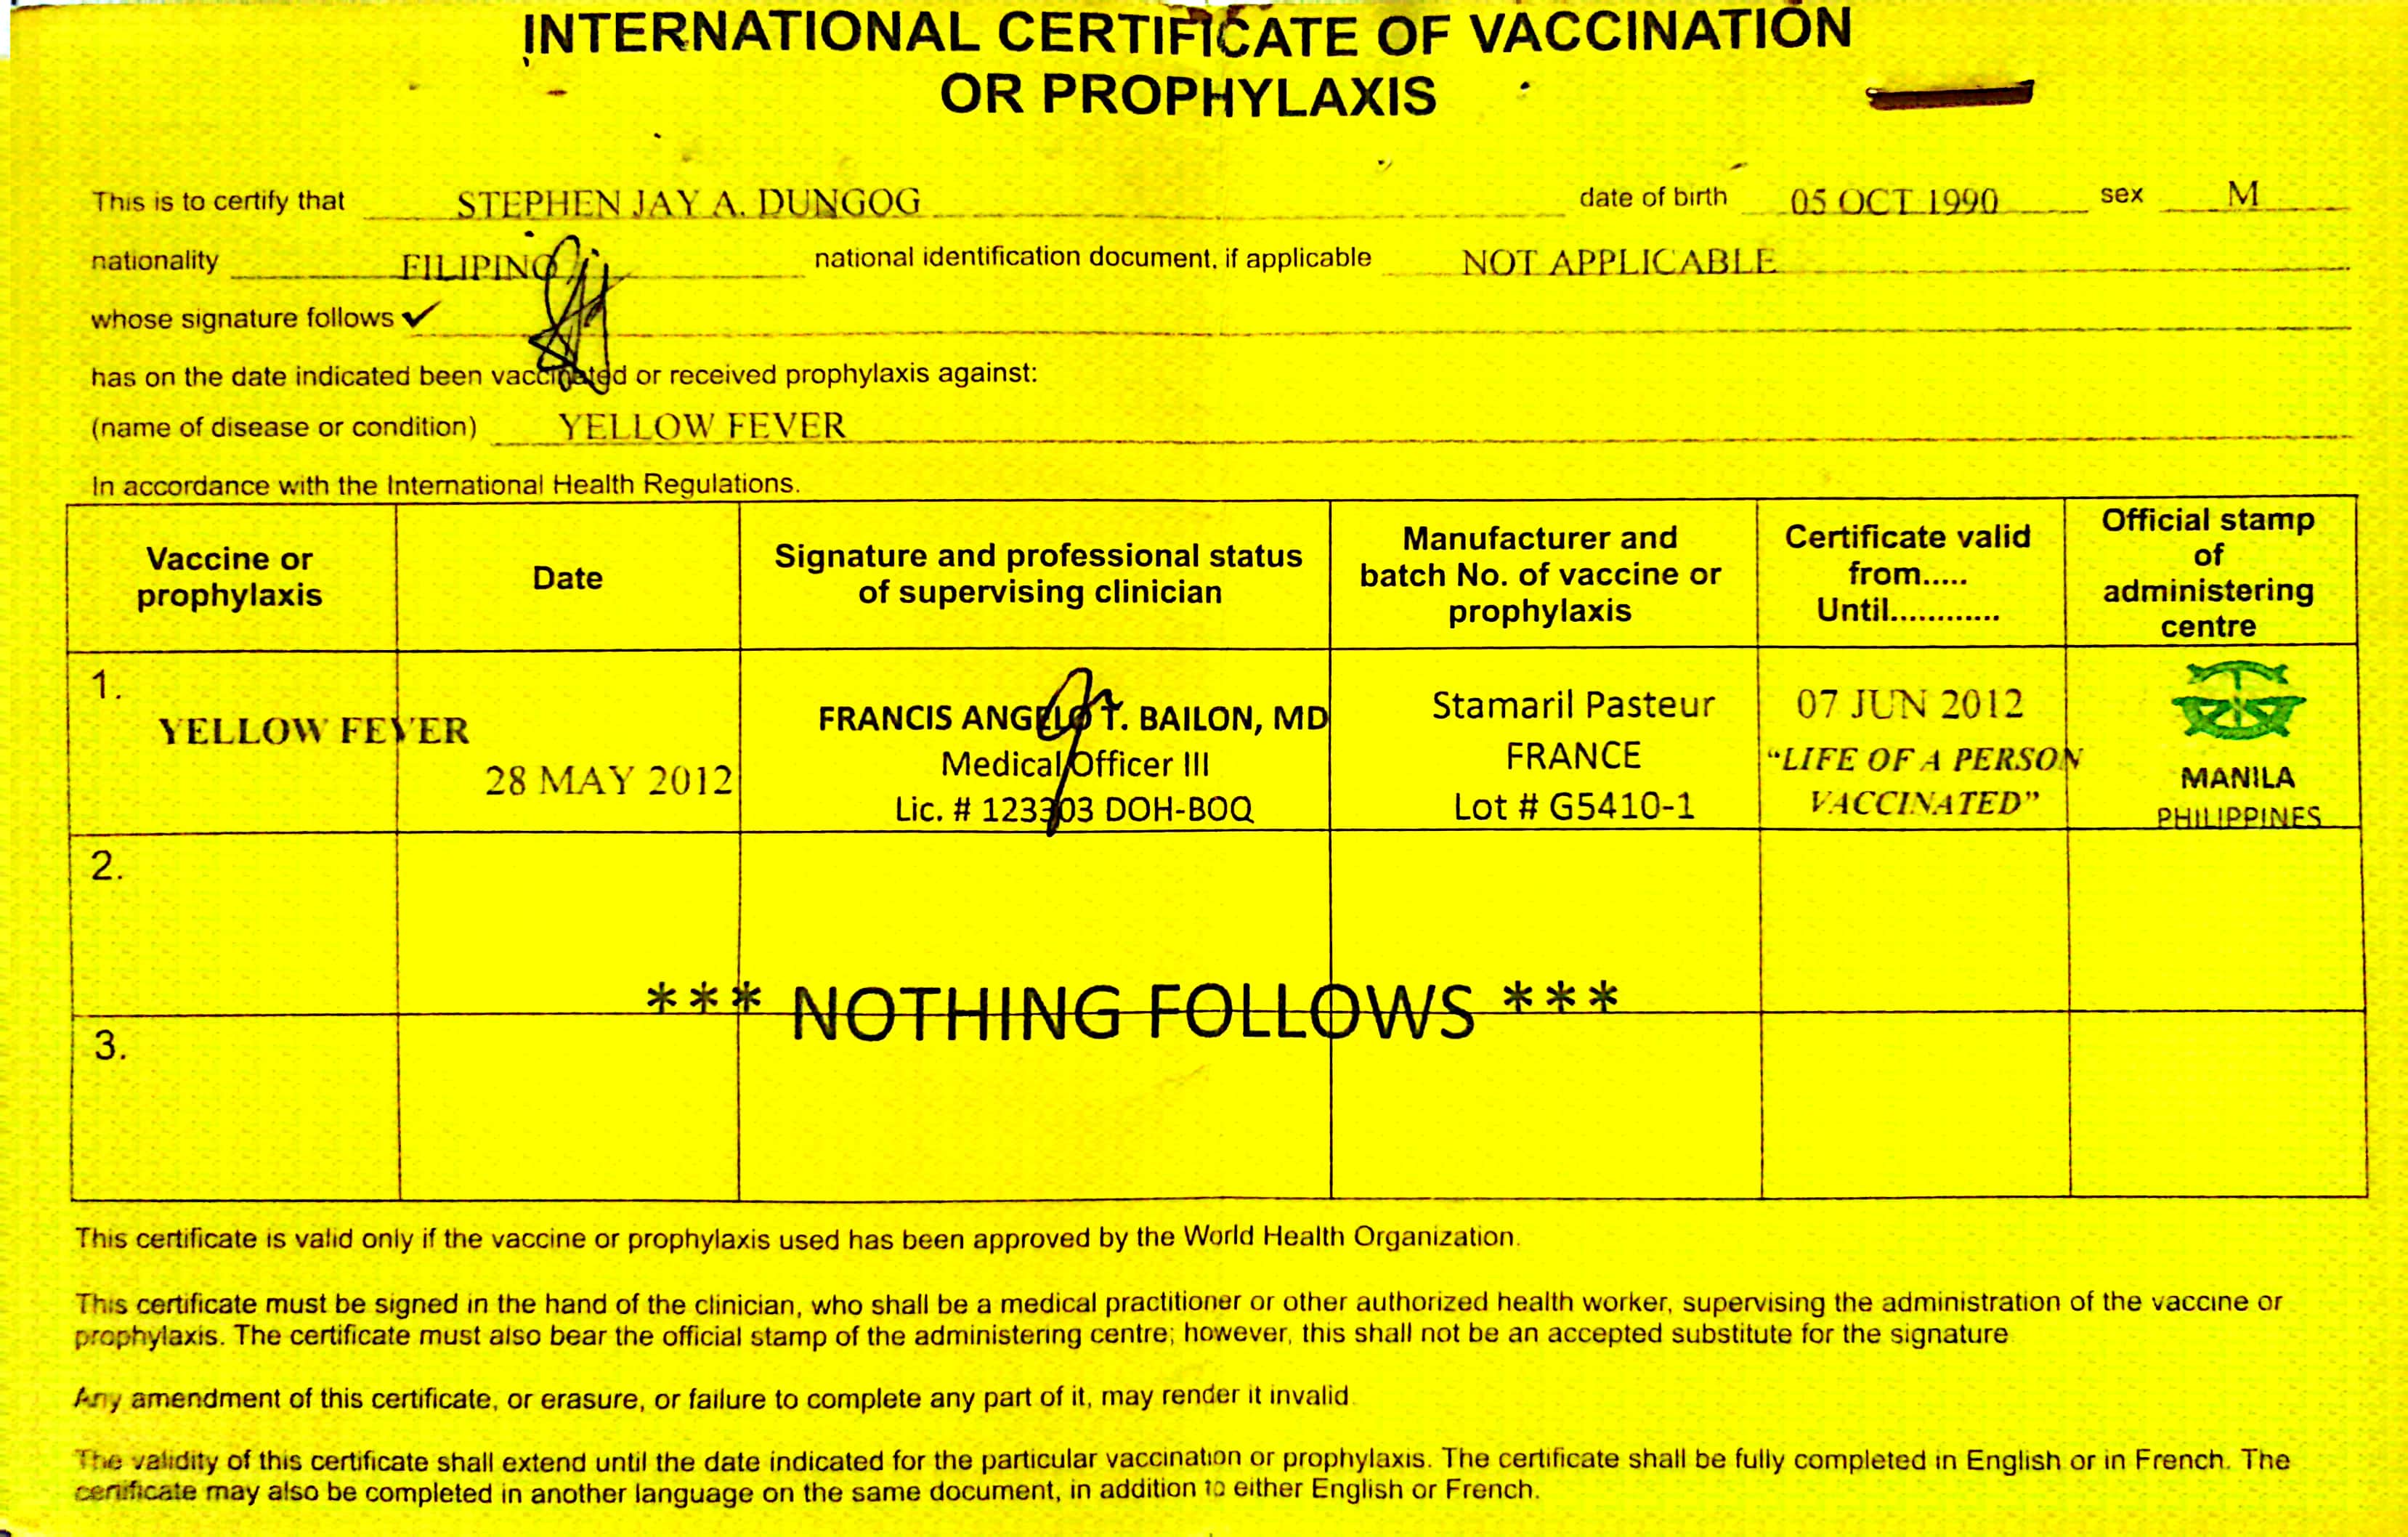 INTERNATIONAL CERTIFICATE OF VACCINATION
OR PROPHYLAXIS
This is to certify that STEPHEN JAY A. DUNGOG date of birth 05 OCT 1990 sex M
nationality FILIPINO national identification document, if applicable NOT APPLICABLE
whose signature follows ✓
has on the date indicated been vaccinated or received prophylaxis against:
(name of disease or condition) YELLOW FEVER
In accordance with the International Health Regulations.
Vaccine or
prophylaxis
Date
Signature and professional status
of supervising clinician
Manufacturer and
batch No. of vaccine or
prophylaxis
Certificate valid
from.....
Until............
Official stamp
of
administering
centre
1.
YELLOW FEVER
28 MAY 2012
FRANCIS ANGELO T. BAILON, MD
Medical Officer III
Lic. # 123303 DOH-BOQ
Stamaril Pasteur
FRANCE
Lot # G5410-1
07 JUN 2012
“LIFE OF A PERSON
VACCINATED”
MANILA
PHILIPPINES
2.
*** NOTHING FOLLOWS ***
3.
This certificate is valid only if the vaccine or prophylaxis used has been approved by the World Health Organization.
This certificate must be signed in the hand of the clinician, who shall be a medical practitioner or other authorized health worker, supervising the administration of the vaccine or
prophylaxis. The certificate must also bear the official stamp of the administering centre; however, this shall not be an accepted substitute for the signature
Any amendment of this certificate, or erasure, or failure to complete any part of it, may render it invalid.
The validity of this certificate shall extend until the date indicated for the particular vaccination or prophylaxis. The certificate shall be fully completed in English or in French. The
certificate may also be completed in another language on the same document, in addition to either English or French.